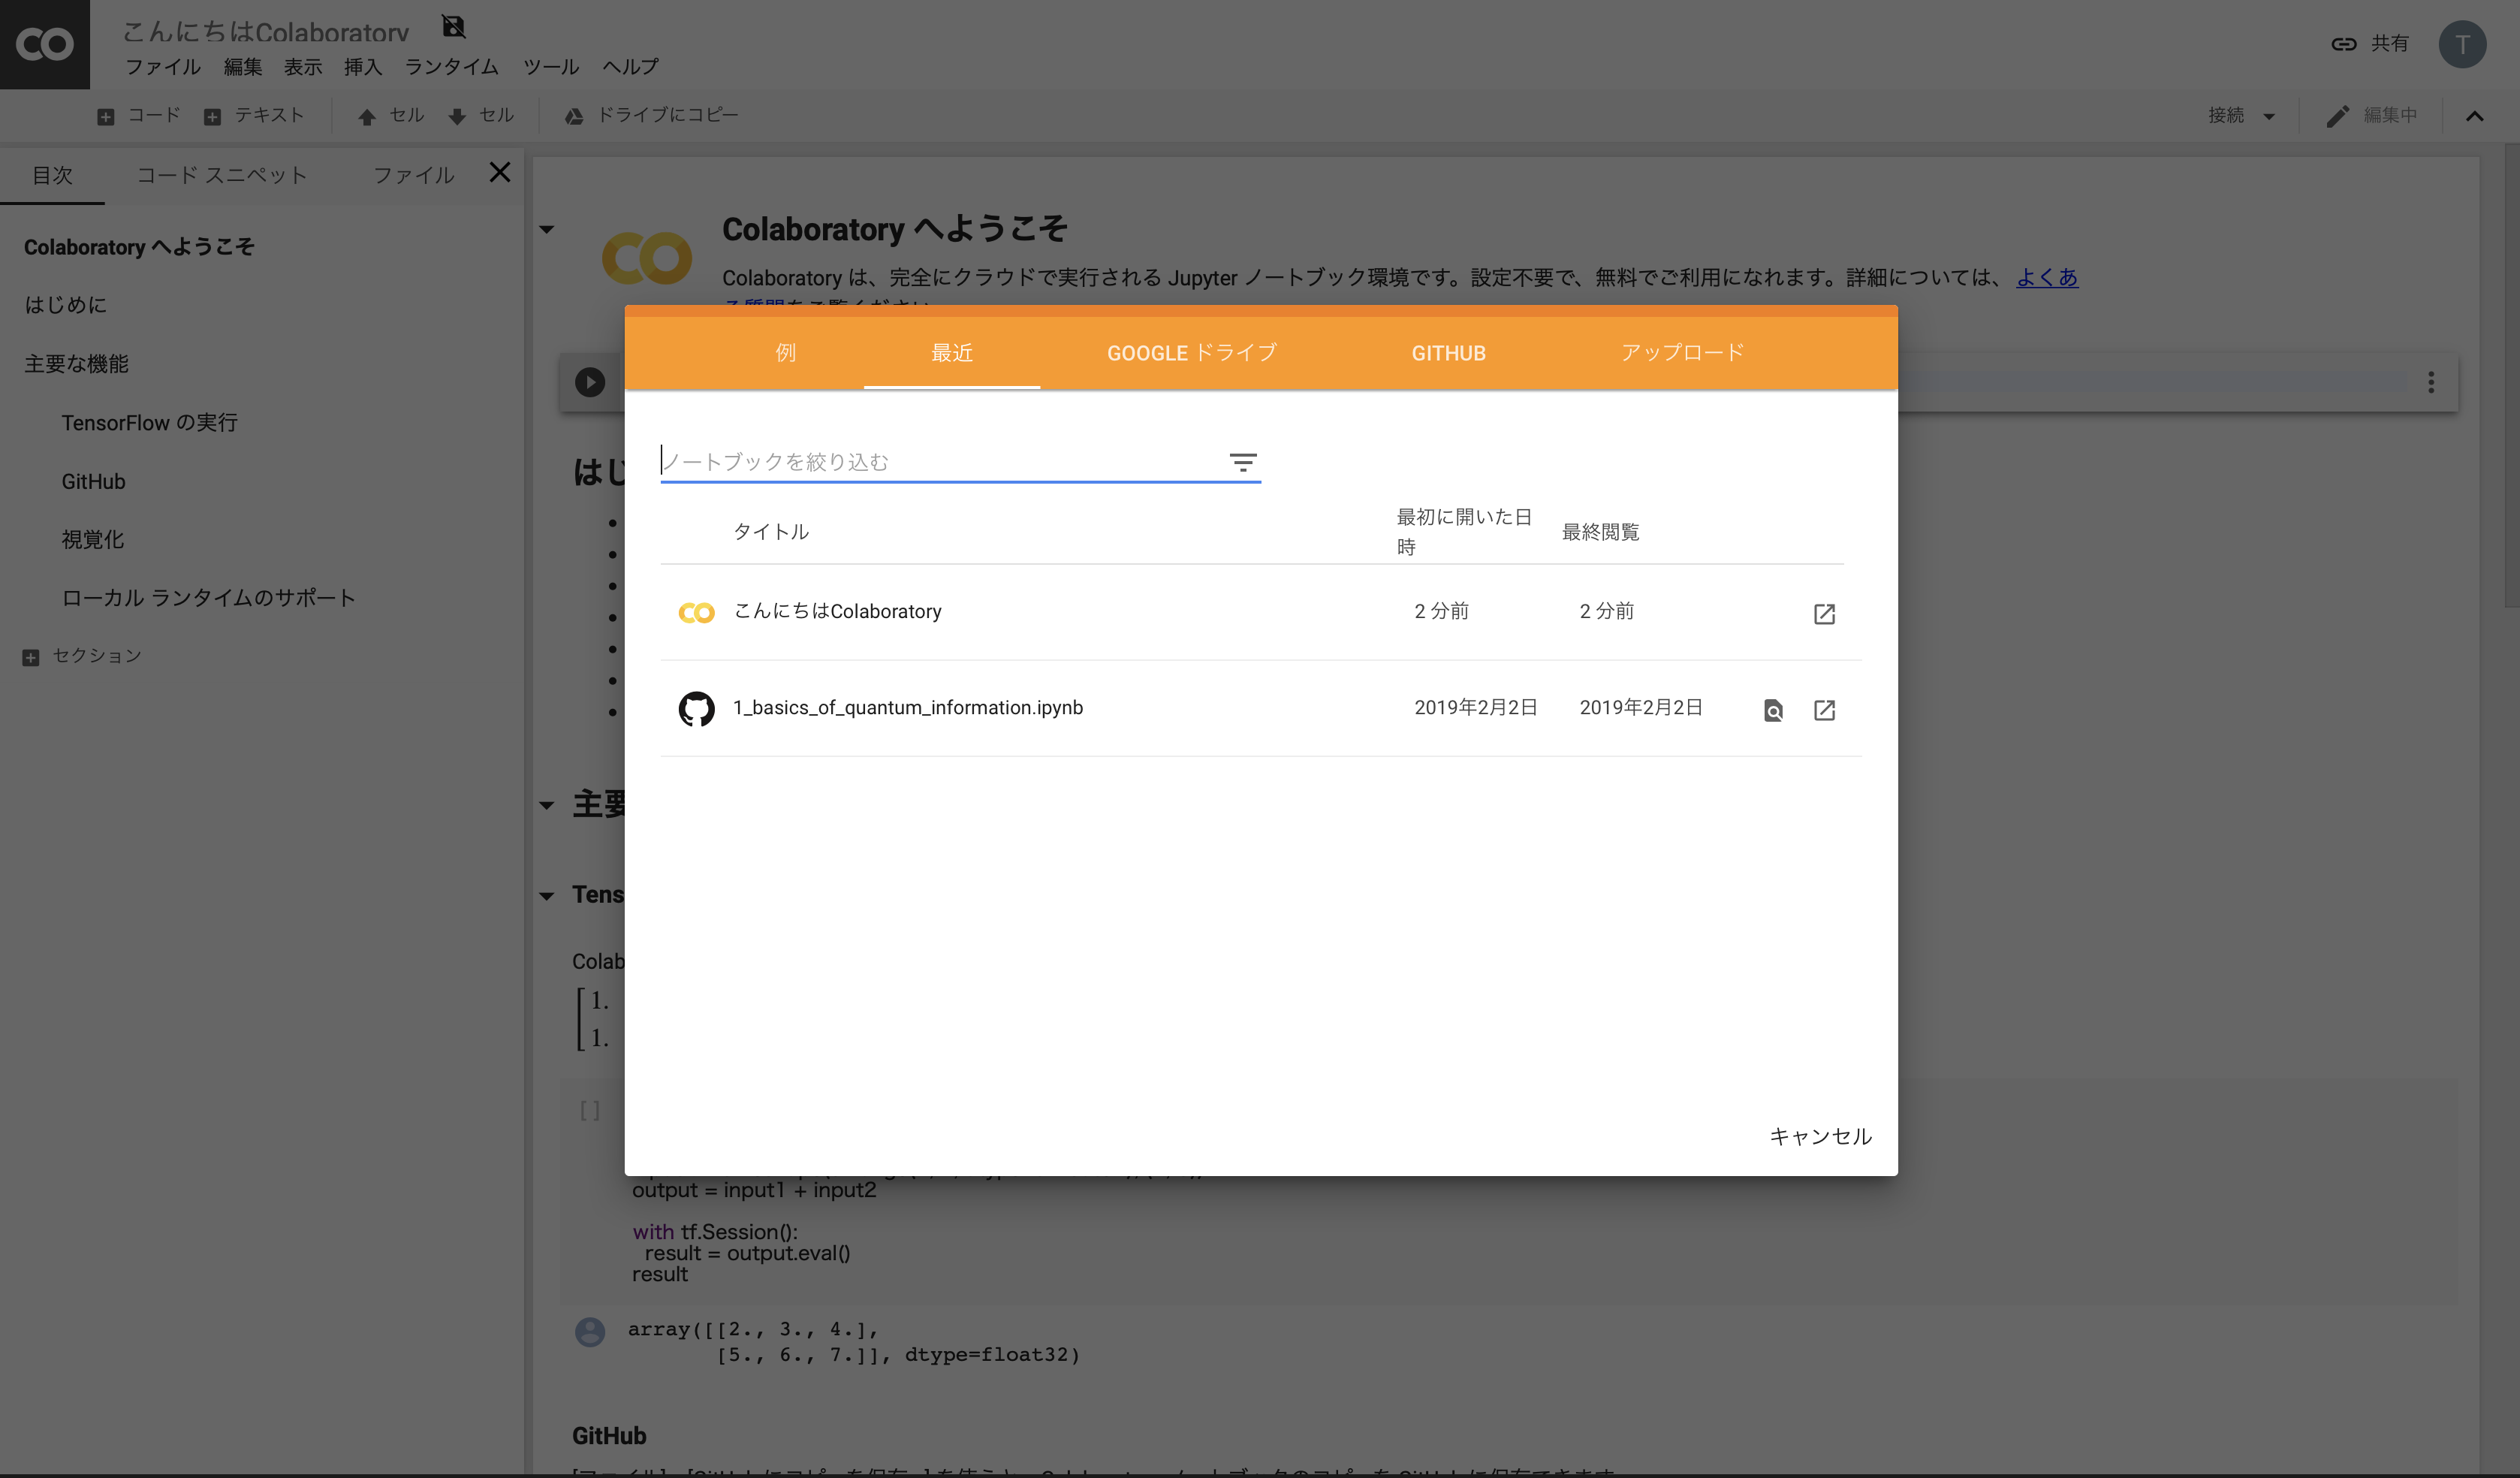 こんにちはColaboratory
ファイル 編集 表示 挿入 ランタイム ツール ヘルプ
共有
T
コード テキスト セル セル ドライブにコピー
接続 編集中
目次 コード スニペット ファイル
Colaboratory へようこそ
はじめに
主要な機能
TensorFlow の実行
GitHub
視覚化
ローカル ランタイムのサポート
セクション
Colaboratory へようこそ
Colaboratory は、完全にクラウドで実行される Jupyter ノートブック環境です。設定不要で、無料でご利用になれます。詳細については、よくあ
る質問をご覧ください
例 最近 GOOGLE ドライブ GITHUB アップロード
ノートブックを絞り込む
タイトル 最初に開いた日時 最終閲覧
こんにちはColaboratory 2 分前 2 分前
1_basics_of_quantum_information.ipynb 2019年2月2日 2019年2月2日
キャンセル
はじ
主要
Tens
Colab
1.
1.
[ ]
output = input1 + input2
with tf.Session():
result = output.eval()
result
array([[2., 3., 4.],
[5., 6., 7.]], dtype=float32)
GitHub